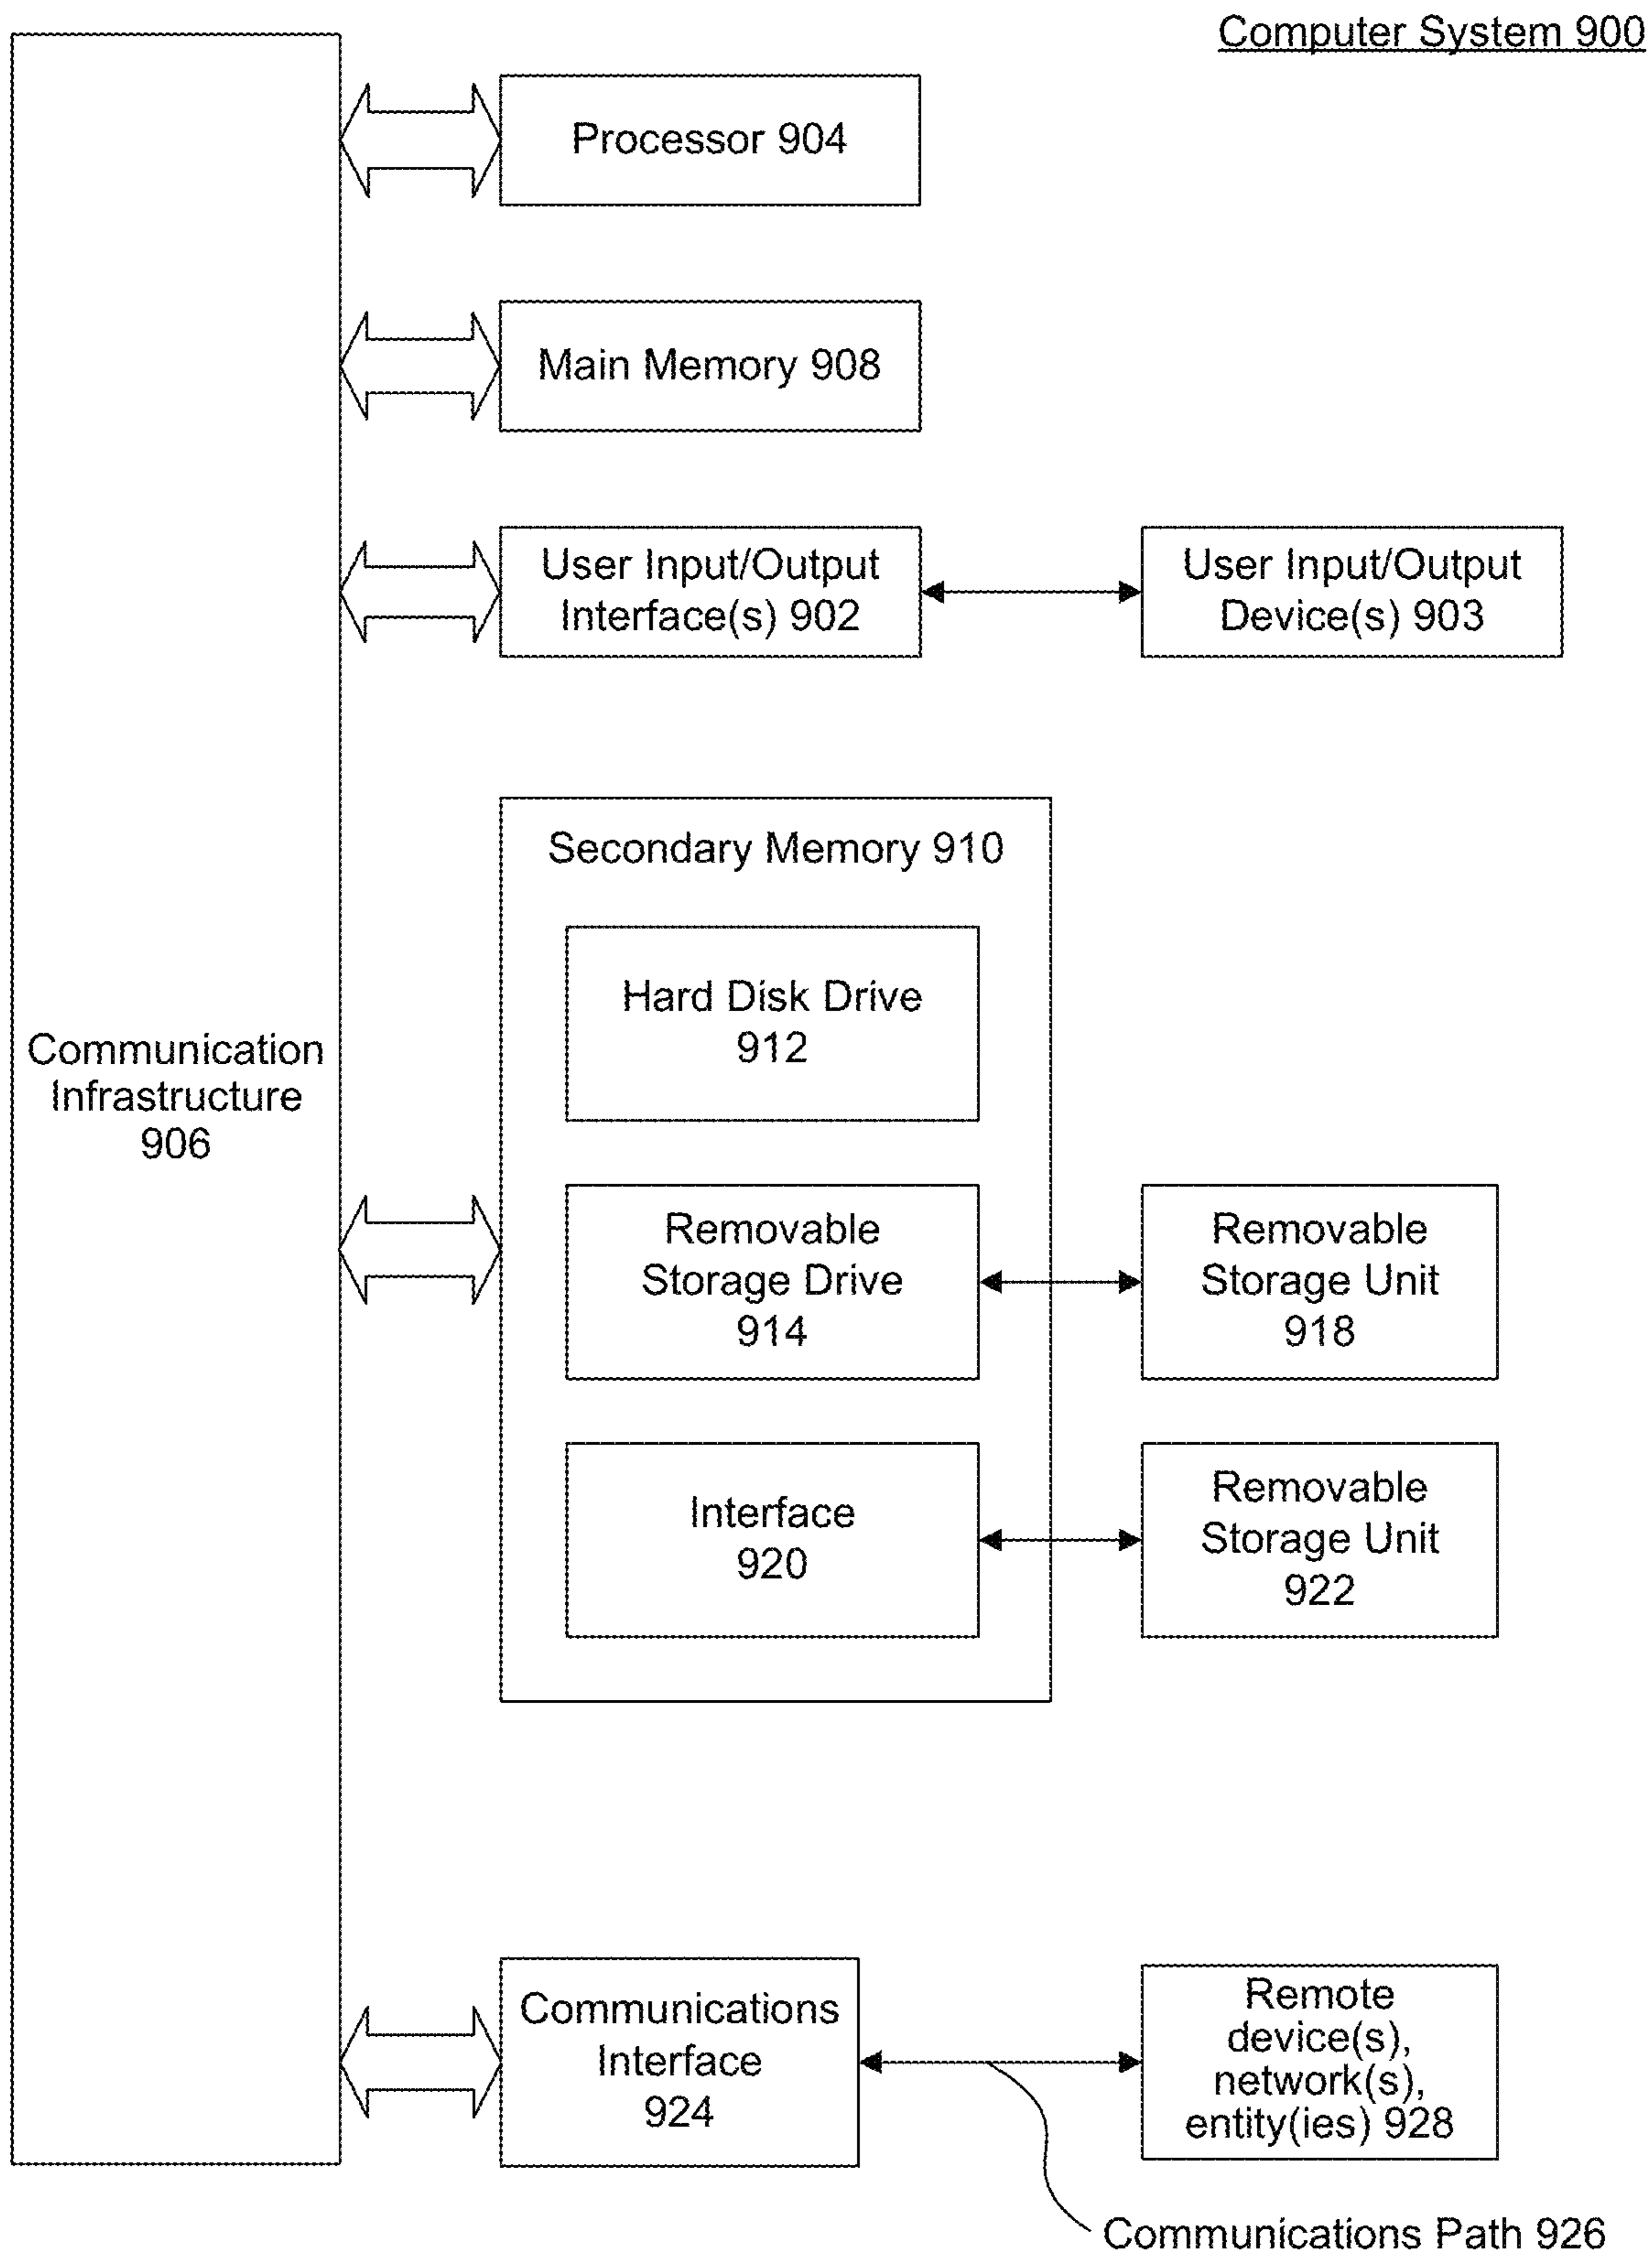 Computer System 900
Processor 904
Main Memory 908
User Input/Output
Interface(s) 902
User Input/Output
Device(s) 903
Secondary Memory 910
Hard Disk Drive
912
Communication
Infrastructure
906
Removable
Storage Drive
914
Removable
Storage Unit
918
Interface
920
Removable
Storage Unit
922
Communications
Interface
924
Remote
device(s),
network(s),
entity(ies) 928
Communications Path 926